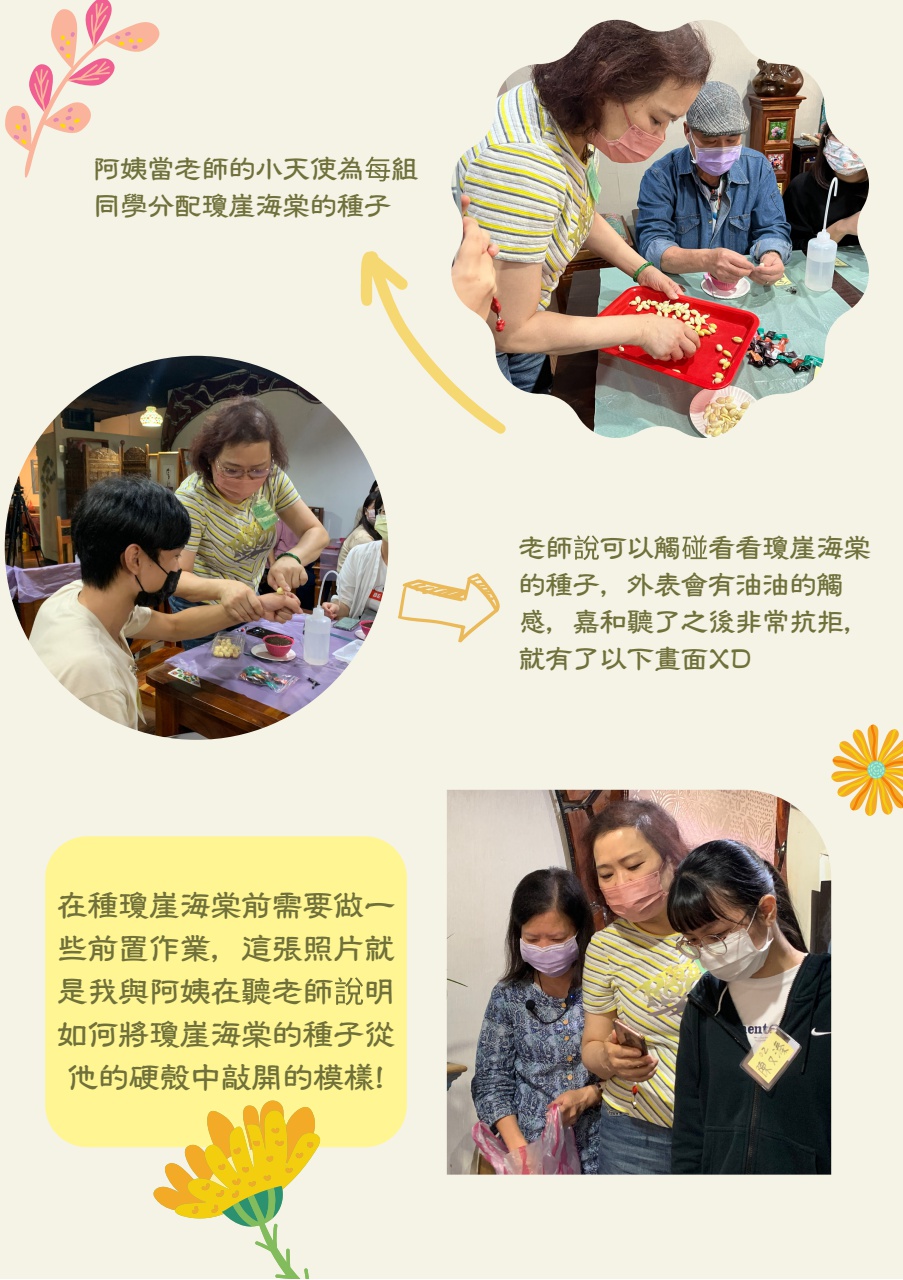 阿姨當老師的小天使為每組
同學分配瓊崖海棠的種子
老師說可以觸碰看看瓊崖海棠
的種子，外表會有油油的觸
感，嘉和聽了之後非常抗拒，
就有了以下畫面XD
在種瓊崖海棠前需要做一
些前置作業，這張照片就
是我與阿姨在聽老師說明
如何將瓊崖海棠的種子從
他的硬殼中敲開的模樣!